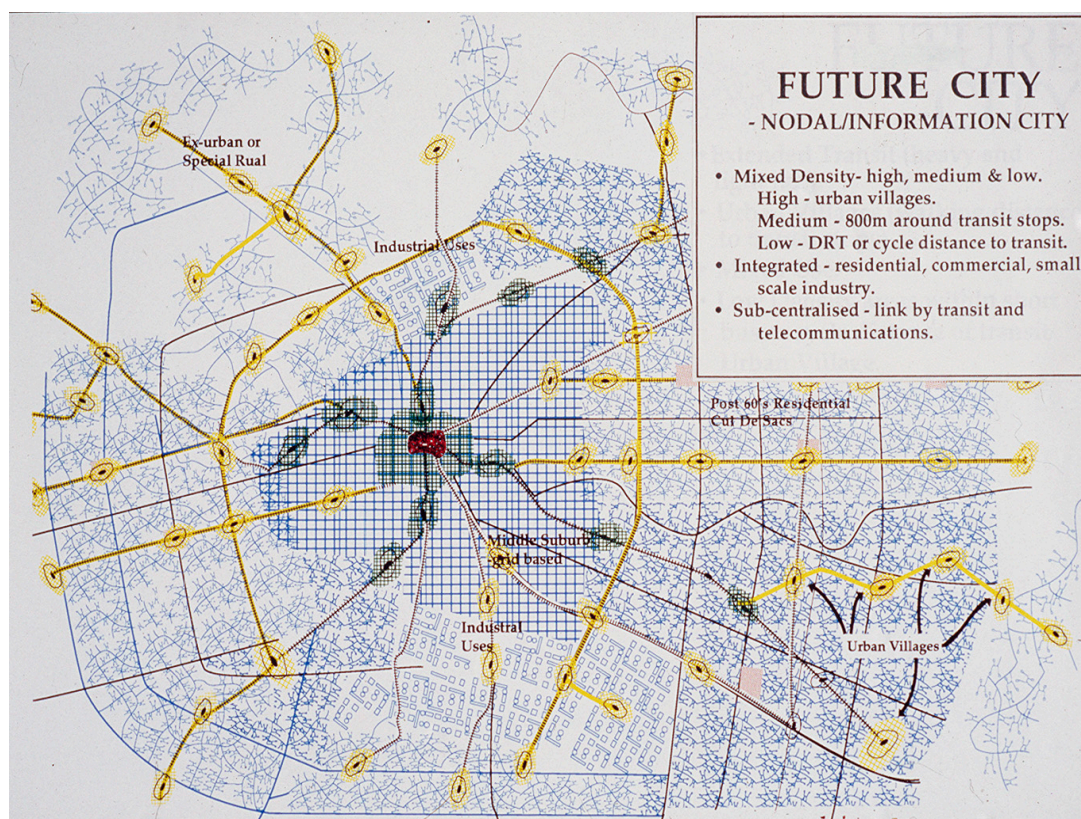 FUTURE CITY
- NODAL/INFORMATION CITY
• Mixed Density- high, medium & low.
High - urban villages.
Medium - 800m around transit stops.
Low - DRT or cycle distance to transit.
• Integrated - residential, commercial, small
scale industry.
• Sub-centralised - link by transit and
telecommunications.
Ex-urban or
Special Rual
Industrial Uses
Post 60's Residential
Cul De Sacs
Middle Suburb
-grid based
Industrial
Uses
Urban Villages